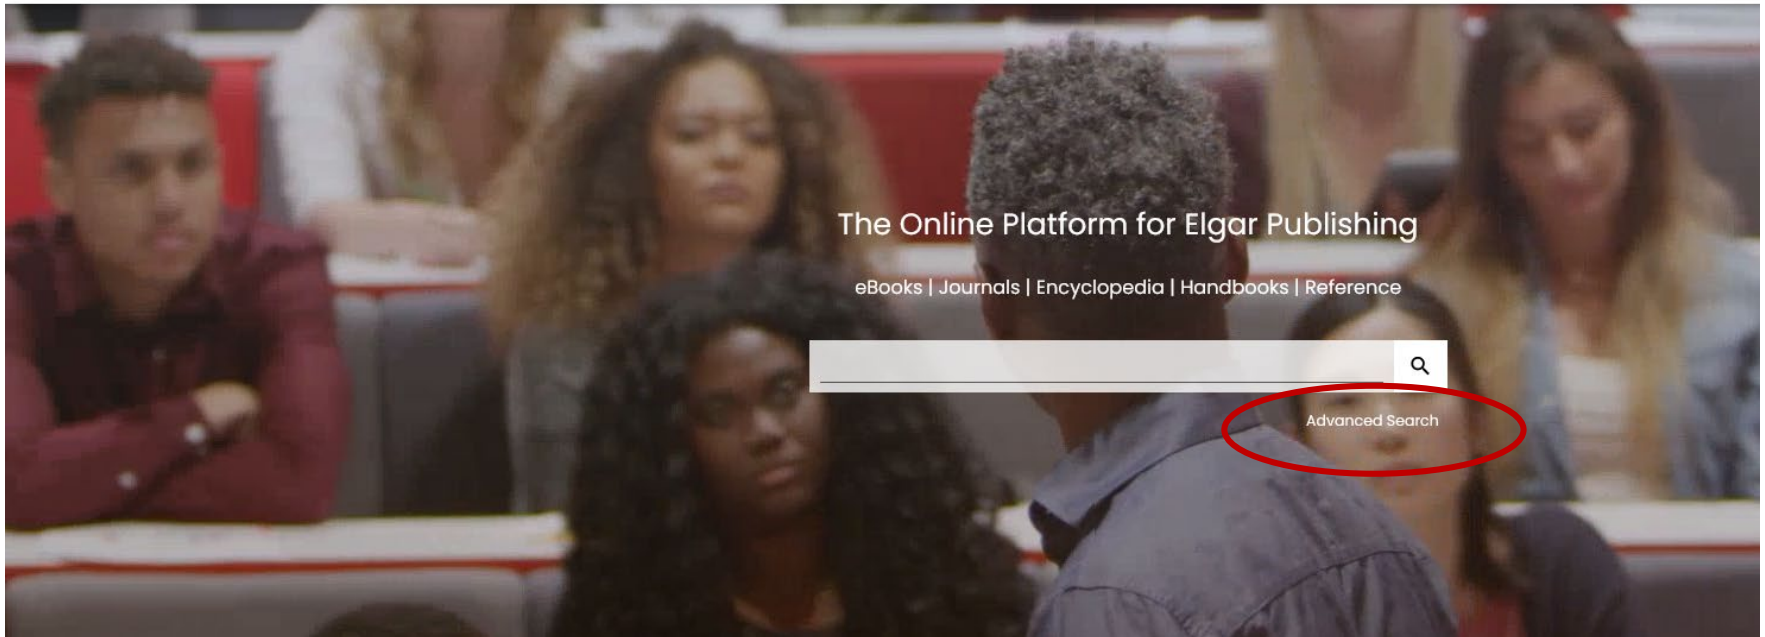 The Online Platform for Elgar Publishing
eBooks | Journals | Encyclopedia | Handbooks | Reference
Advanced Search